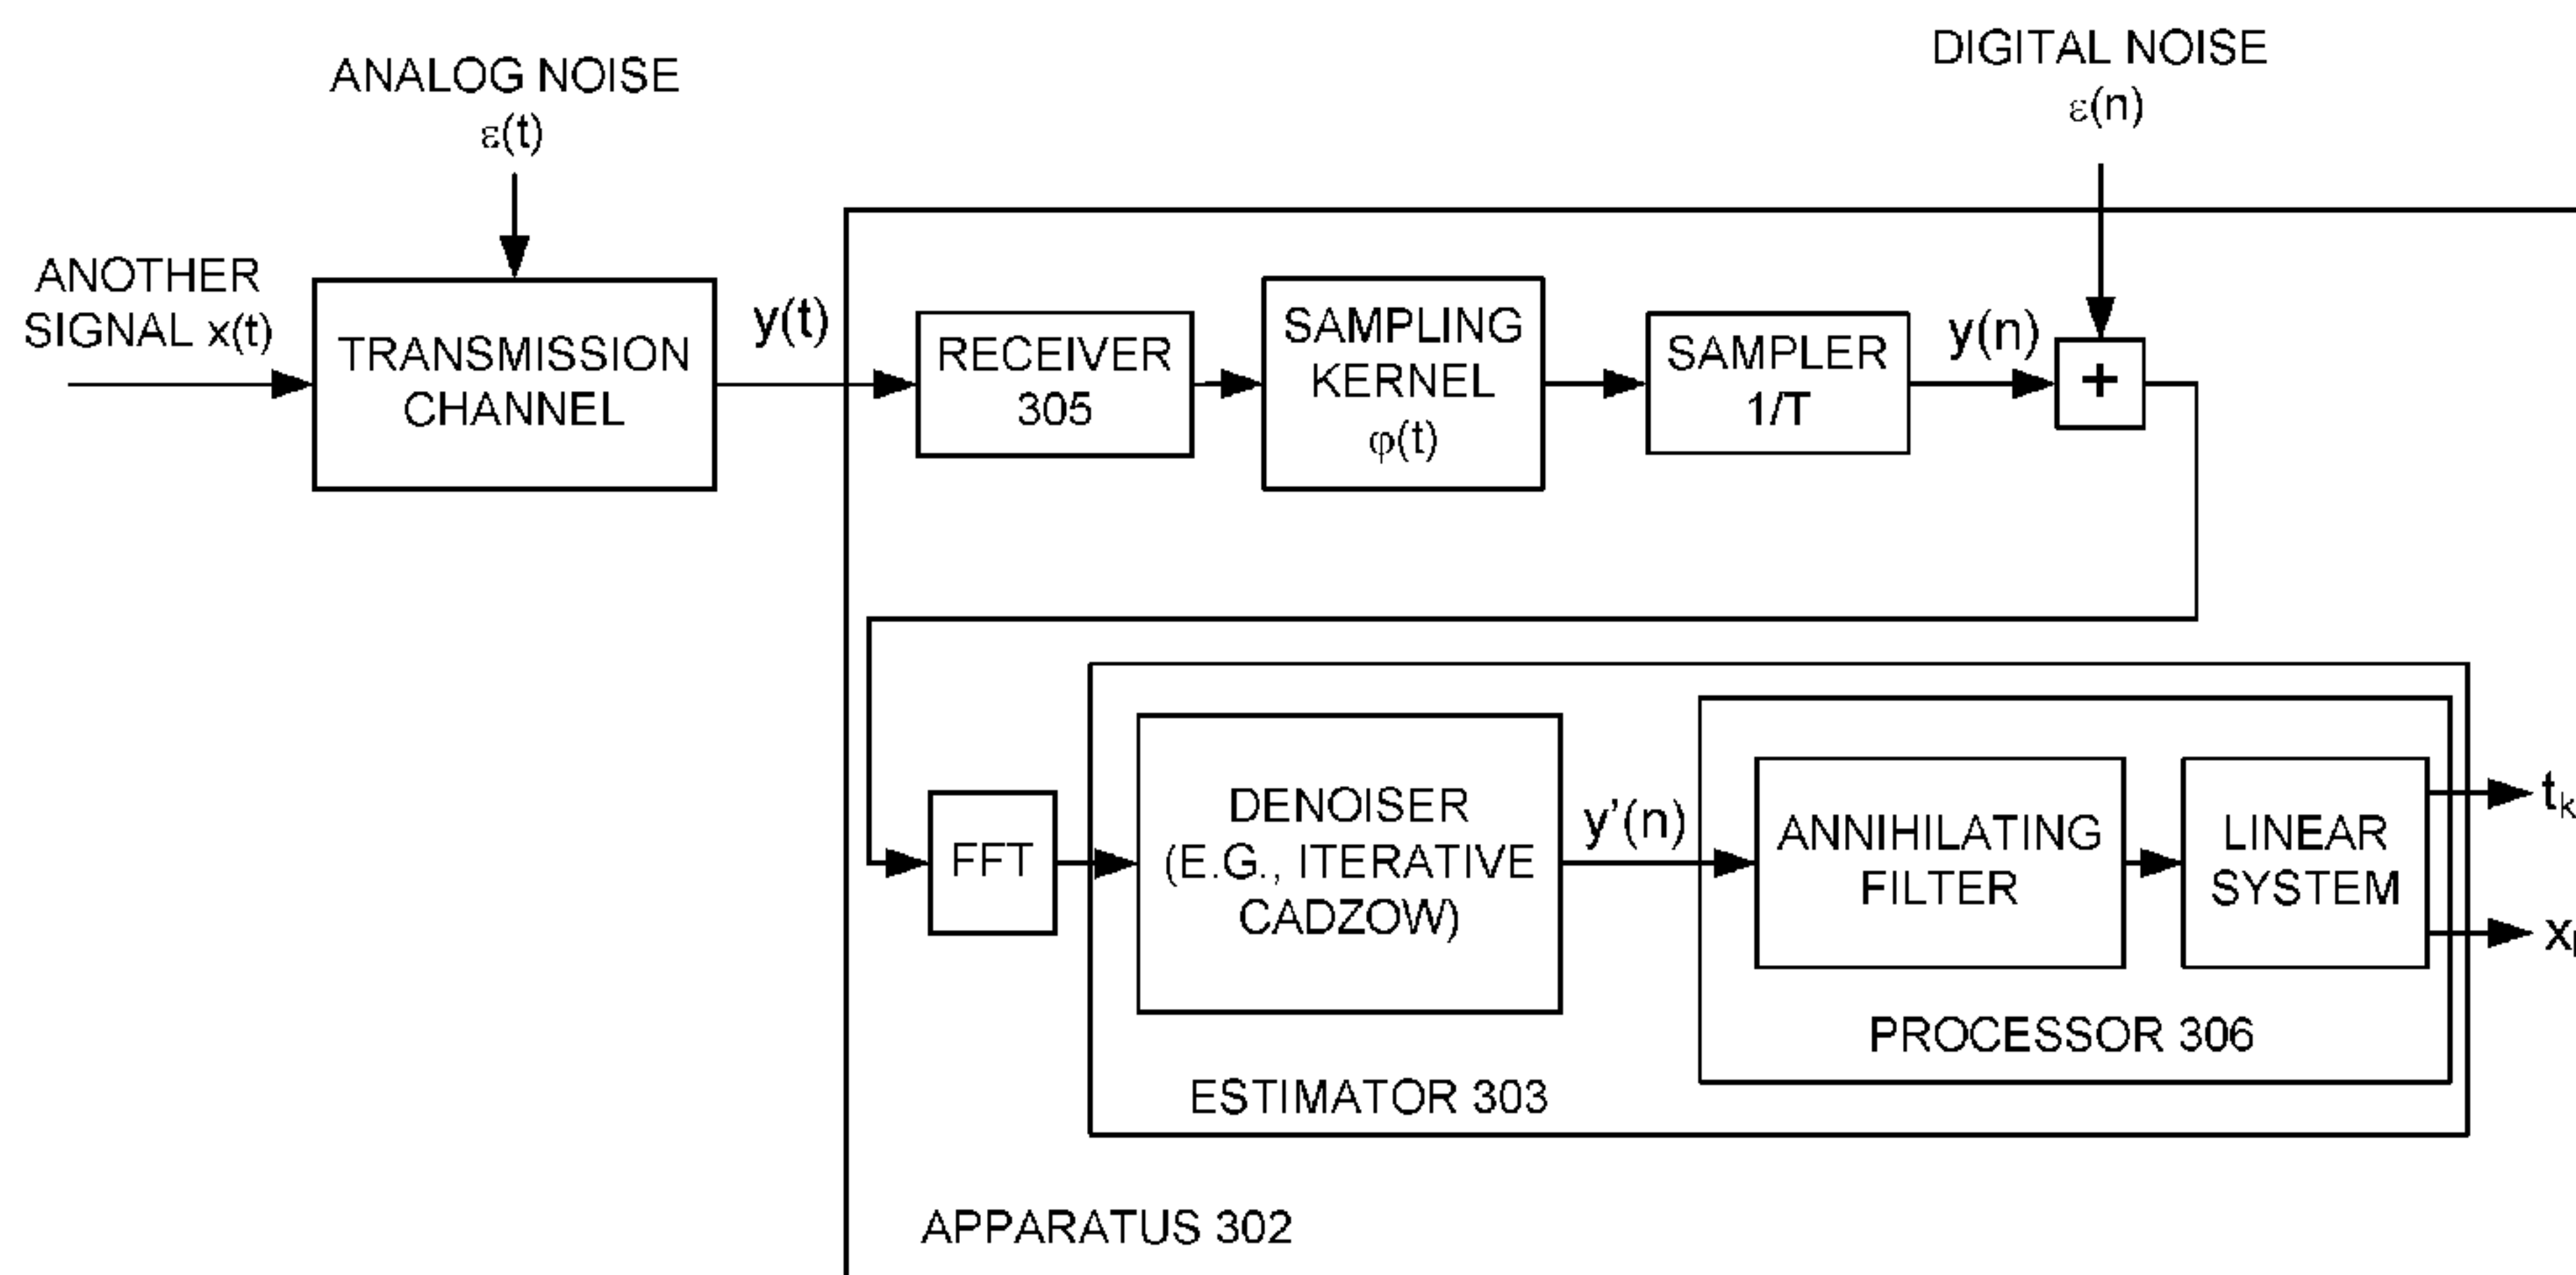 ANALOG NOISE
ε(t)
DIGITAL NOISE
ε(n)
ANOTHER
SIGNAL x(t)
TRANSMISSION
CHANNEL
y(t)
RECEIVER
305
SAMPLING
KERNEL
φ(t)
SAMPLER
1/T
y(n)
+
FFT
DENOISER
(E.G., ITERATIVE
CADZOW)
y’(n)
ANNIHILATING
FILTER
LINEAR
SYSTEM
tk
PROCESSOR 306
ESTIMATOR 303
APPARATUS 302